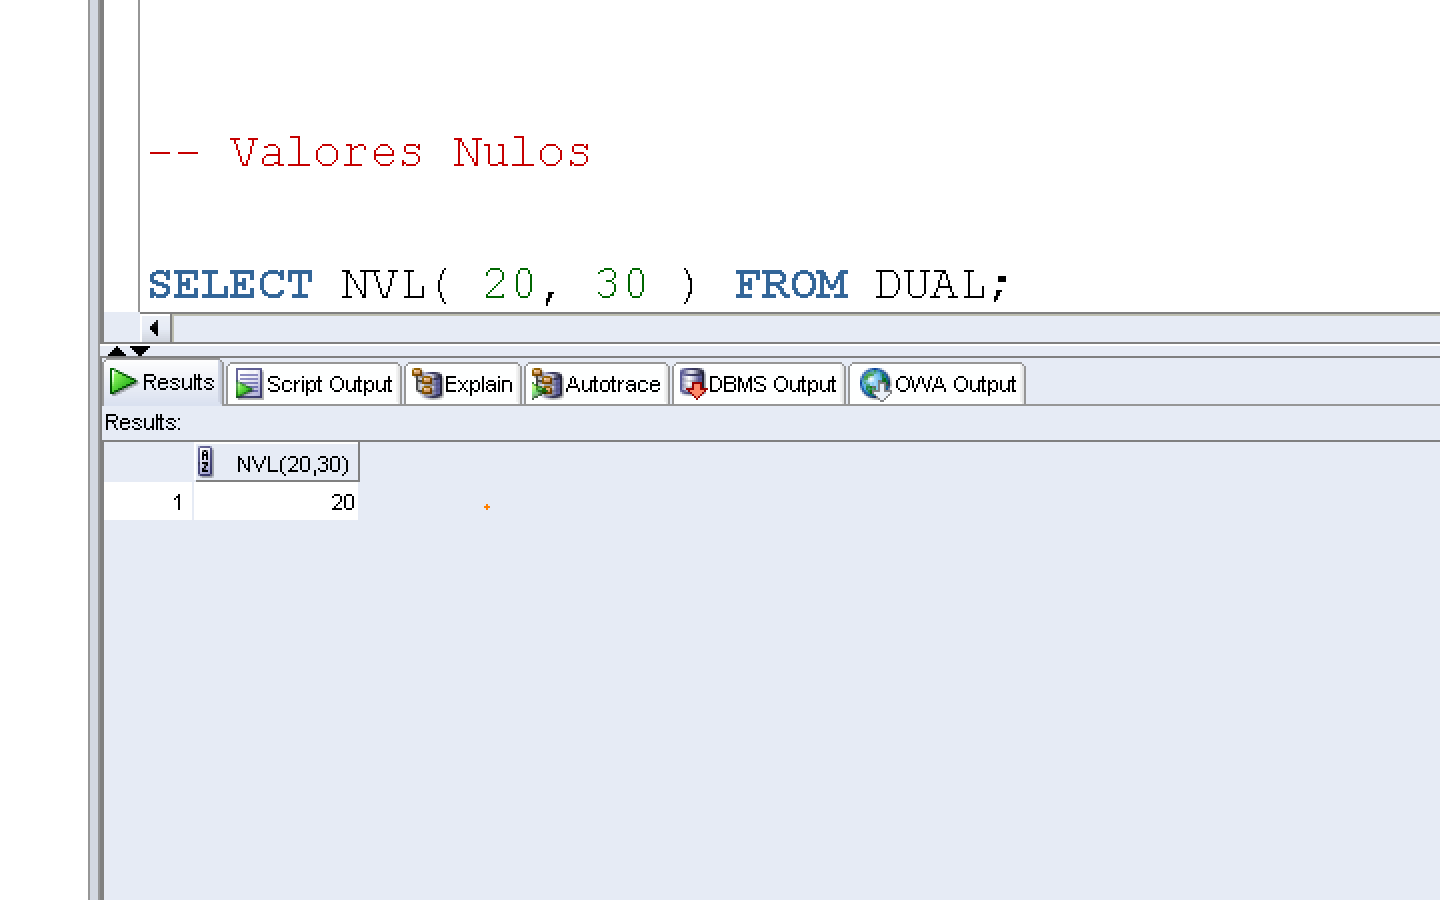 -- Valores Nulos
SELECT NVL( 20, 30 ) FROM DUAL;
Results Script Output Explain Autotrace DBMS Output OWA Output
Results:
NVL(20,30)
1 20